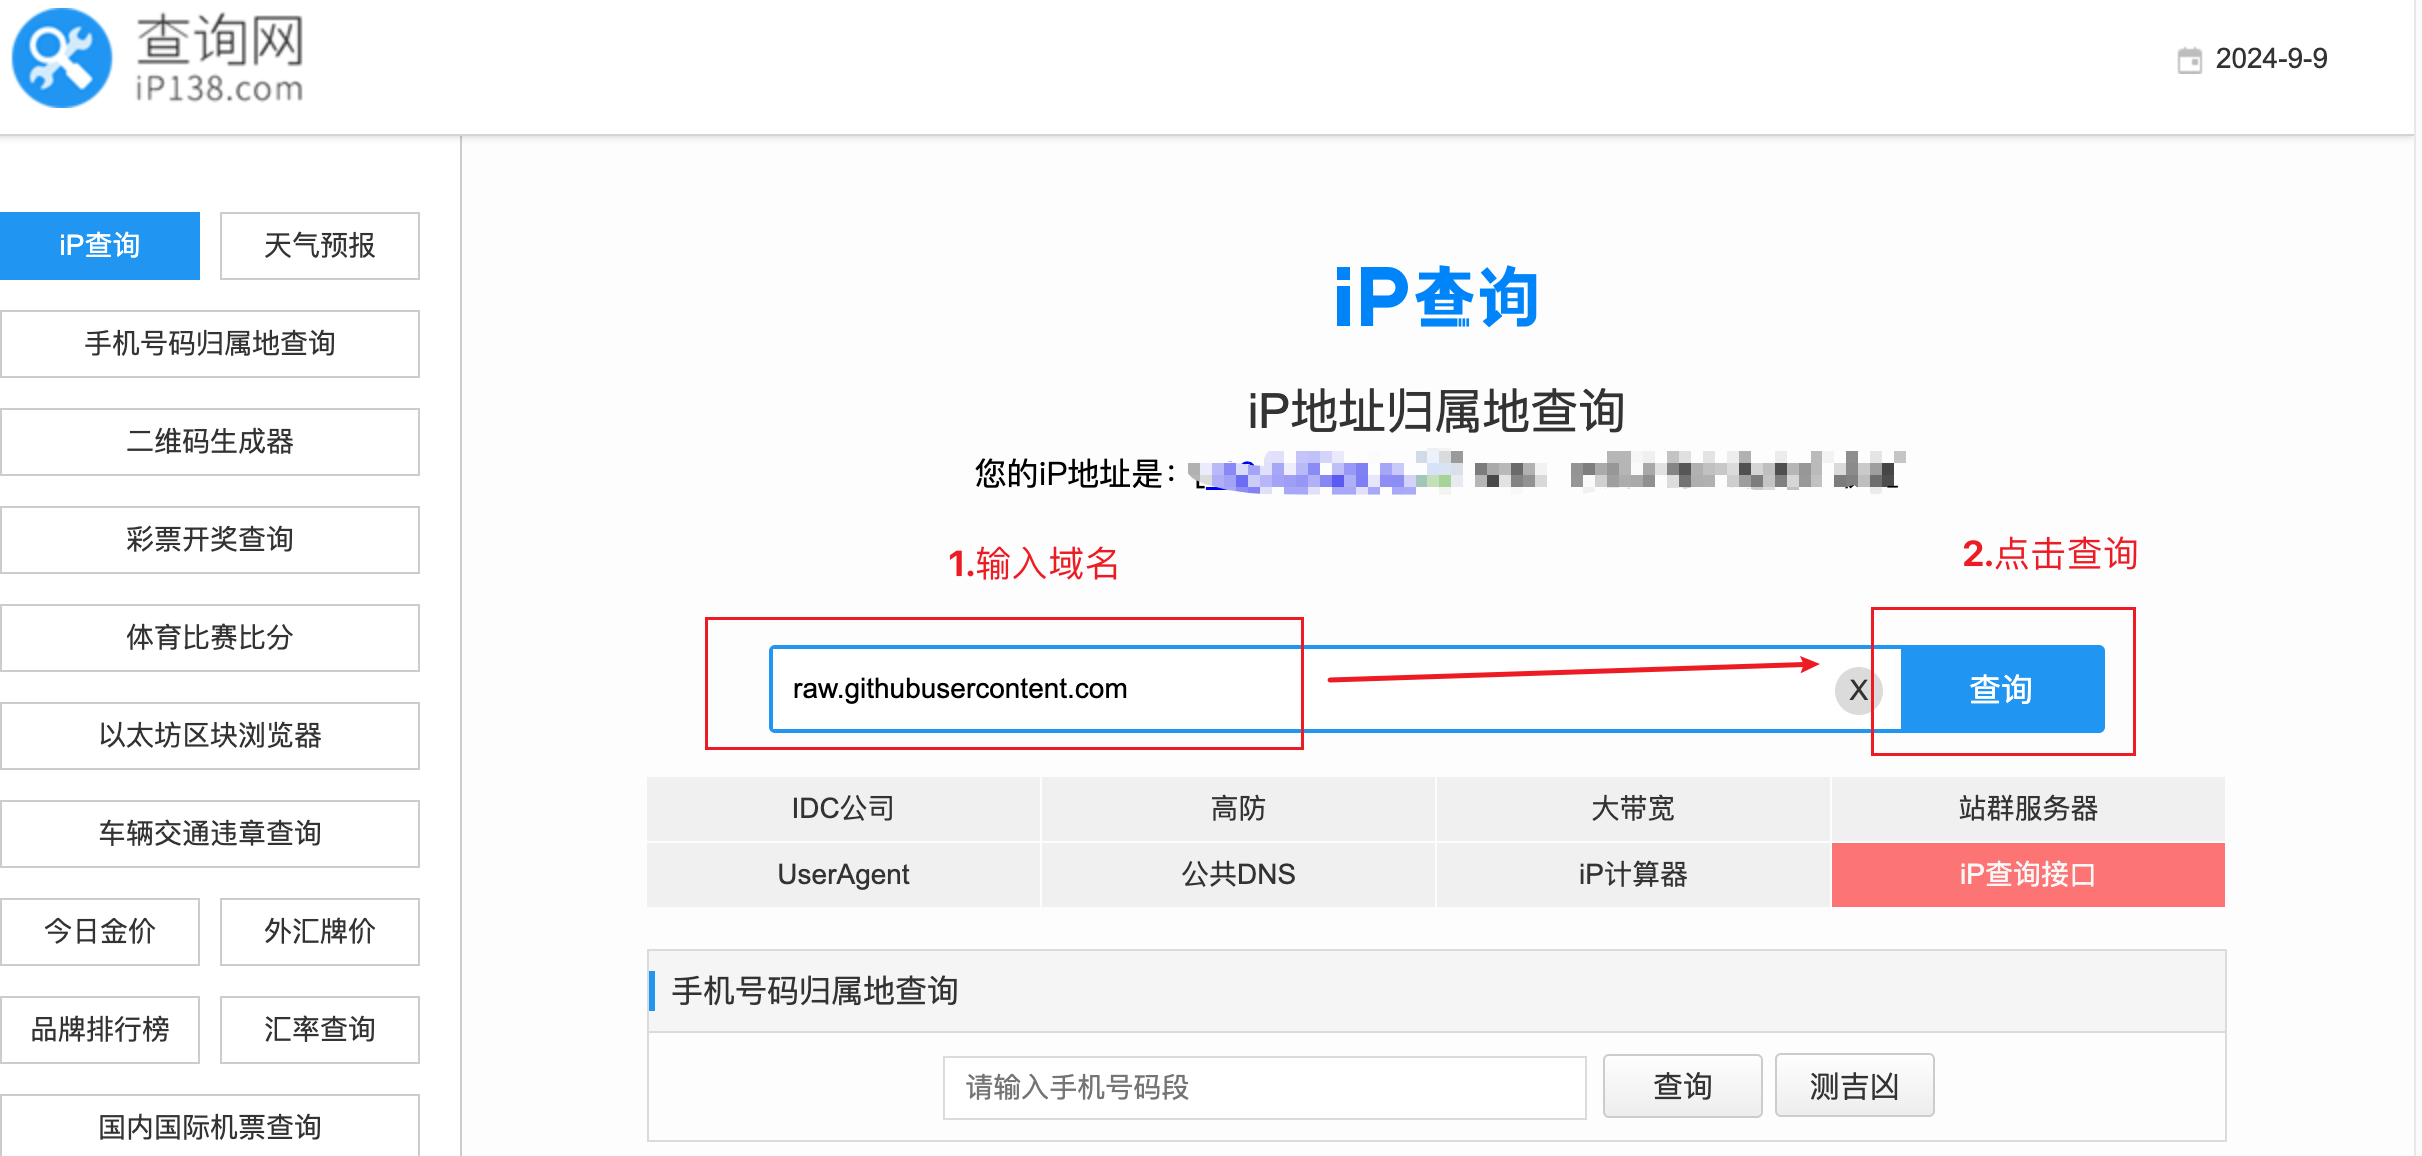 查询网
iP138.com
2024-9-9
iP查询
天气预报
手机号码归属地查询
二维码生成器
彩票开奖查询
体育比赛比分
以太坊区块浏览器
车辆交通违章查询
今日金价
外汇牌价
品牌排行榜
汇率查询
国内国际机票查询
iP查询
iP地址归属地查询
您的iP地址是：
1.输入域名
2.点击查询
raw.githubusercontent.com
X
查询
IDC公司
高防
大带宽
站群服务器
UserAgent
公共DNS
iP计算器
iP查询接口
手机号码归属地查询
请输入手机号码段
查询
测吉凶